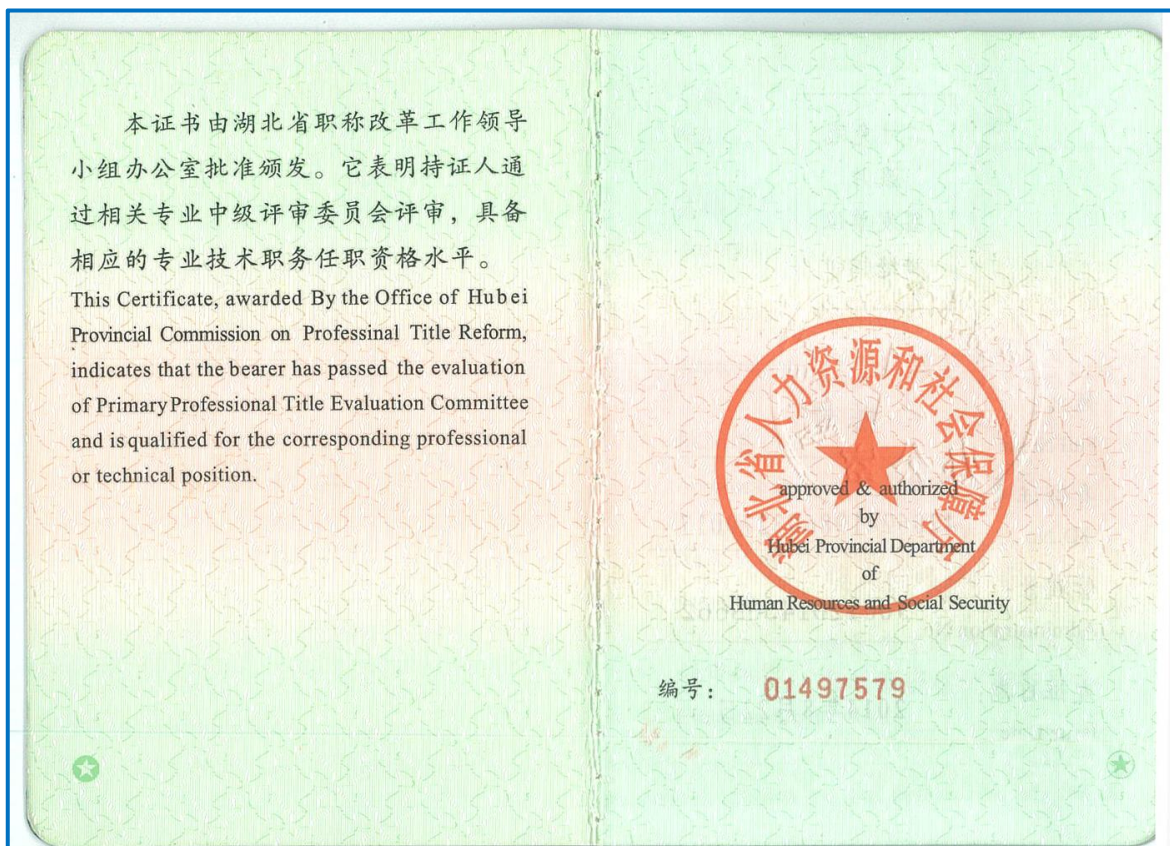 本证书由湖北省职称改革工作领导
小组办公室批准颁发。它表明持证人通
过相关专业中级评审委员会评审，具备
相应的专业技术职务任职资格水平。
This Certificate, awarded By the Office of Hubei
Provincial Commission on Professinal Title Reform,
indicates that the bearer has passed the evaluation
of Primary Professional Title Evaluation Committee
and is qualified for the corresponding professional
or technical position.
湖北省人力资源和社会保障厅
approved & authorized
by
Hubei Provincial Department
of
Human Resources and Social Security
编号： 01497579